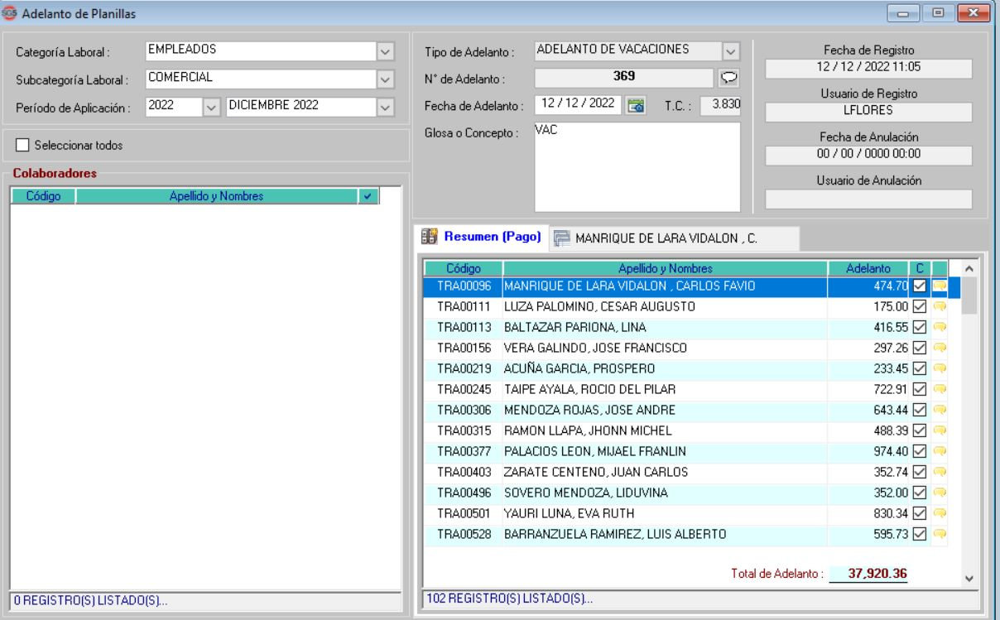 SG5 Adelanto de Planillas
Categoría Laboral : EMPLEADOS
Subcategoría Laboral : COMERCIAL
Período de Aplicación : 2022 DICIEMBRE 2022
Seleccionar todos
Colaboradores
Código Apellido y Nombres
0 REGISTRO(S) LISTADO(S)...
Tipo de Adelanto : ADELANTO DE VACACIONES
N° de Adelanto : 369
Fecha de Adelanto : 12 / 12 / 2022 T.C. : 3.830
Glosa o Concepto : VAC
Fecha de Registro
12 / 12 / 2022 11:05
Usuario de Registro
LFLORES
Fecha de Anulación
00 / 00 / 0000 00:00
Usuario de Anulación
Resumen (Pago) MANRIQUE DE LARA VIDALON , C.
Código Apellido y Nombres Adelanto C
TRA00096 MANRIQUE DE LARA VIDALON , CARLOS FAVIO 474.70
TRA00111 LUZA PALOMINO, CESAR AUGUSTO 175.00
TRA00113 BALTAZAR PARIONA, LINA 416.55
TRA00156 VERA GALINDO, JOSE FRANCISCO 297.26
TRA00219 ACUÑA GARCIA, PROSPERO 233.45
TRA00245 TAIPE AYALA, ROCIO DEL PILAR 722.91
TRA00306 MENDOZA ROJAS, JOSE ANDRE 643.44
TRA00315 RAMON LLAPA, JHONN MICHEL 488.39
TRA00377 PALACIOS LEON, MIJAEL FRANLIN 974.40
TRA00403 ZARATE CENTENO, JUAN CARLOS 352.74
TRA00496 SOVERO MENDOZA, LIDUVINA 352.00
TRA00501 YAURI LUNA, EVA RUTH 830.34
TRA00528 BARRANZUELA RAMIREZ, LUIS ALBERTO 595.73
Total de Adelanto : 37,920.36
102 REGISTRO(S) LISTADO(S)...